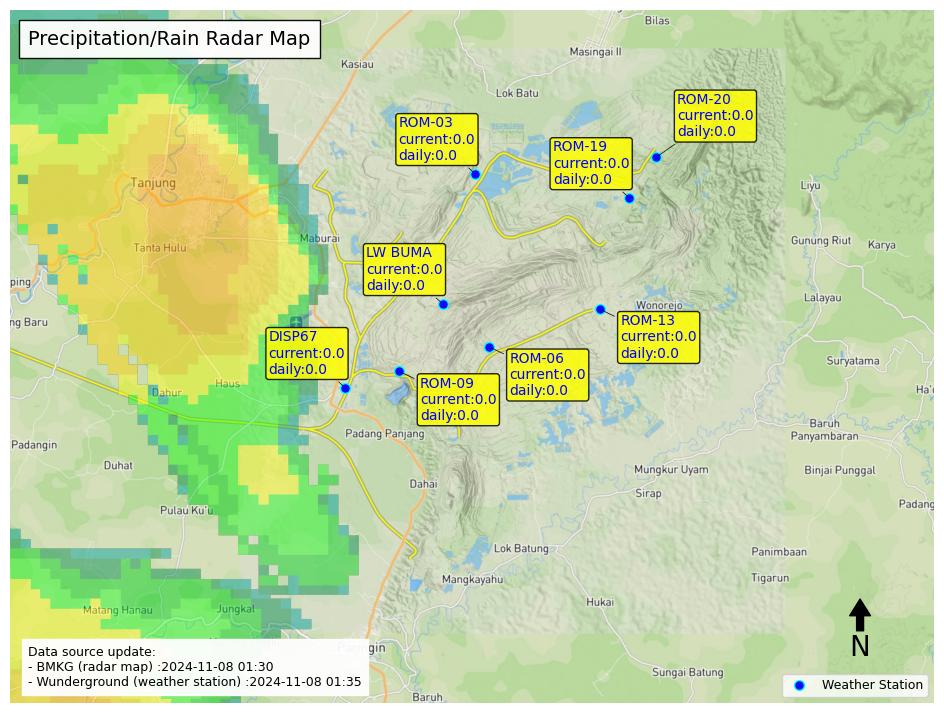 Precipitation/Rain Radar Map
Bilas
Masingai II
Kasiau
Lok Batu
ROM-20
current:0.0
daily:0.0
ROM-03
current:0.0
daily:0.0
ROM-19
current:0.0
daily:0.0
Tanjung
Liyu
Maburai
Tanta Hulu
Gunung Riut
Karya
LW BUMA
current:0.0
daily:0.0
ping
Lalayau
Wonorejo
ng Baru
ROM-13
current:0.0
daily:0.0
DISP67
current:0.0
daily:0.0
ROM-06
current:0.0
daily:0.0
Suryatama
Haus
ROM-09
current:0.0
daily:0.0
Dahur
Ha'o
Baruh
Panyambaran
Padang Panjang
Padangin
Duhat
Mungkur Uyam
Binjai Punggal
Dahai
Sirap
Padang
Pulau Ku'u
Lok Batung
Panimbaan
Mangkayahu
Tigarun
Matang Hanau
Jungkal
Hukai
N
Data source update:
- BMKG (radar map) :2024-11-08 01:30
- Wunderground (weather station) :2024-11-08 01:35
Sungai Batung
Weather Station
Baruh